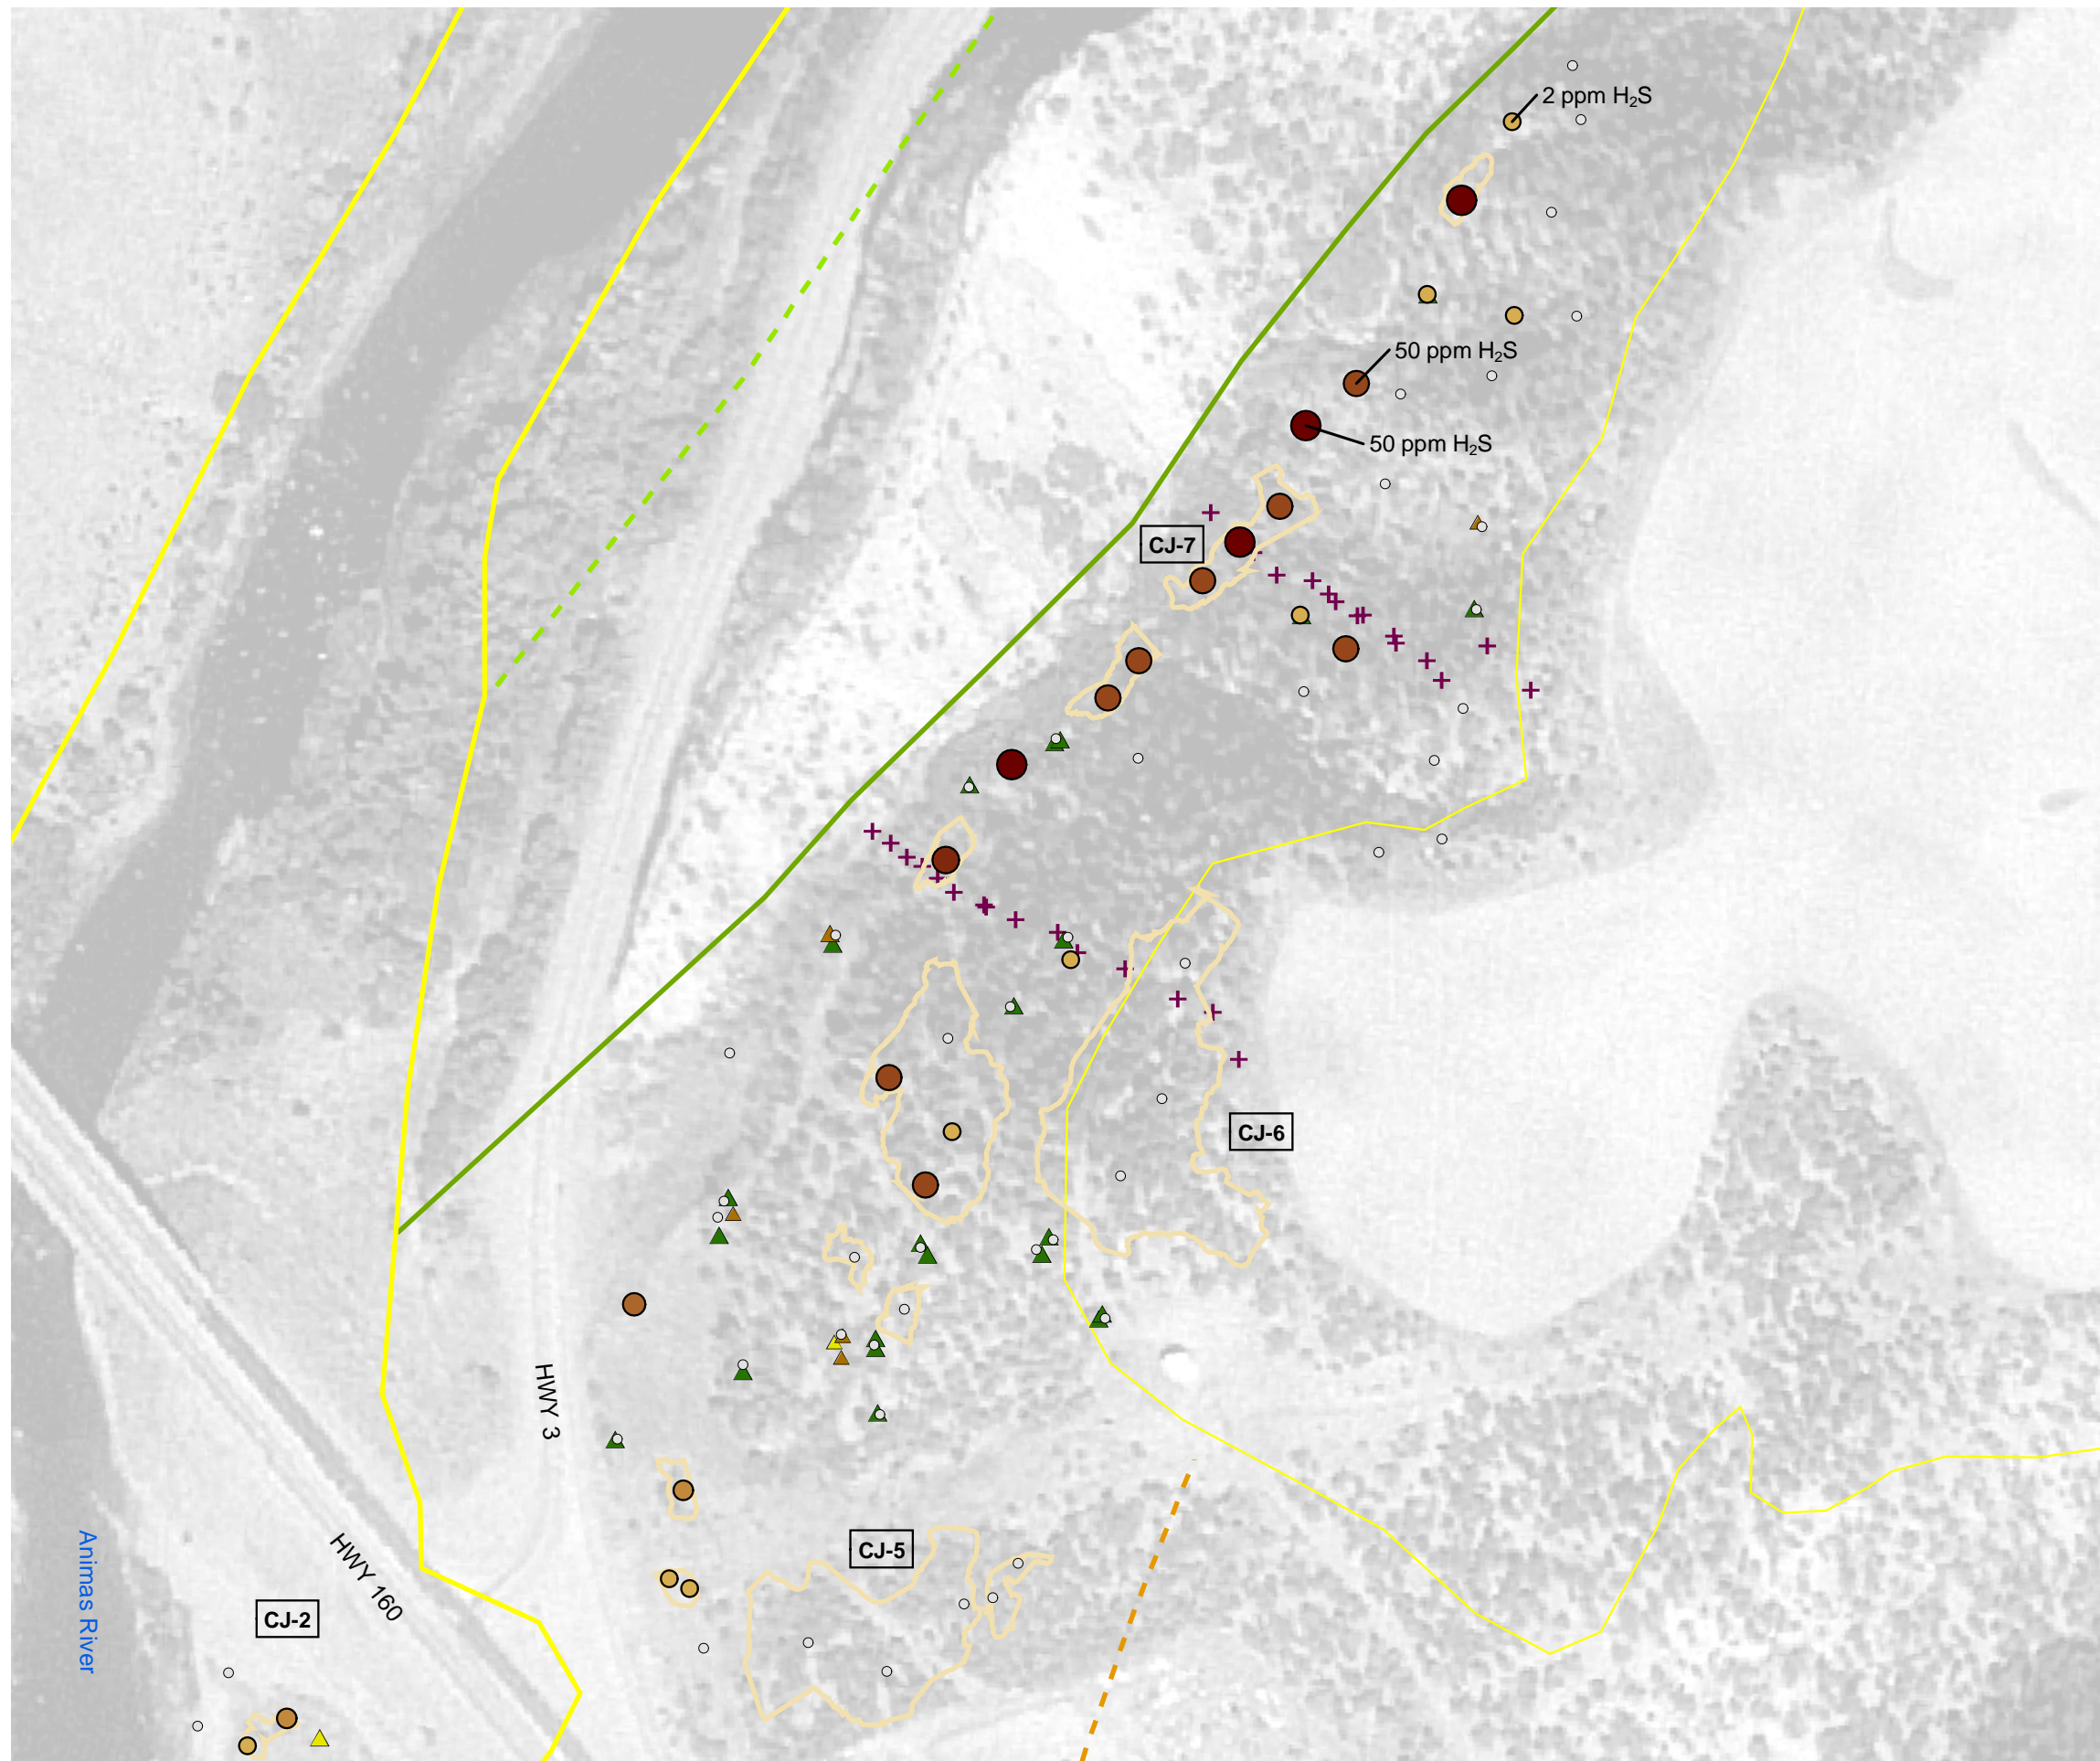 2 ppm H₂S
50 ppm H₂S
50 ppm H₂S
CJ-7
CJ-6
HWY 3
CJ-5
HWY 160
Animas River
CJ-2